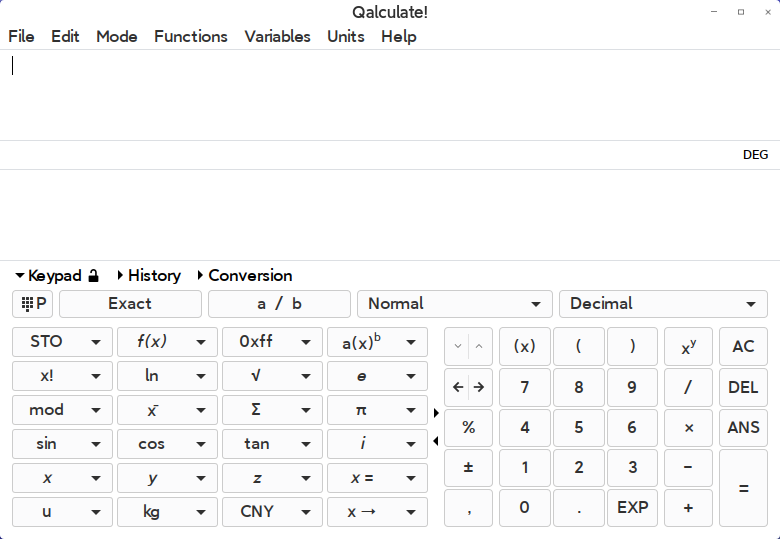 Qalculate!
File Edit Mode Functions Variables Units Help
DEG
Keypad History Conversion
P Exact a / b Normal Decimal
STO f(x) 0xff a(x)^b (x) ( ) x^y AC
x! ln √ e 7 8 9 / DEL
mod x̄ Σ π % 4 5 6 × ANS
sin cos tan i ± 1 2 3 − =
x y z x = , 0 . EXP +
u kg CNY x →